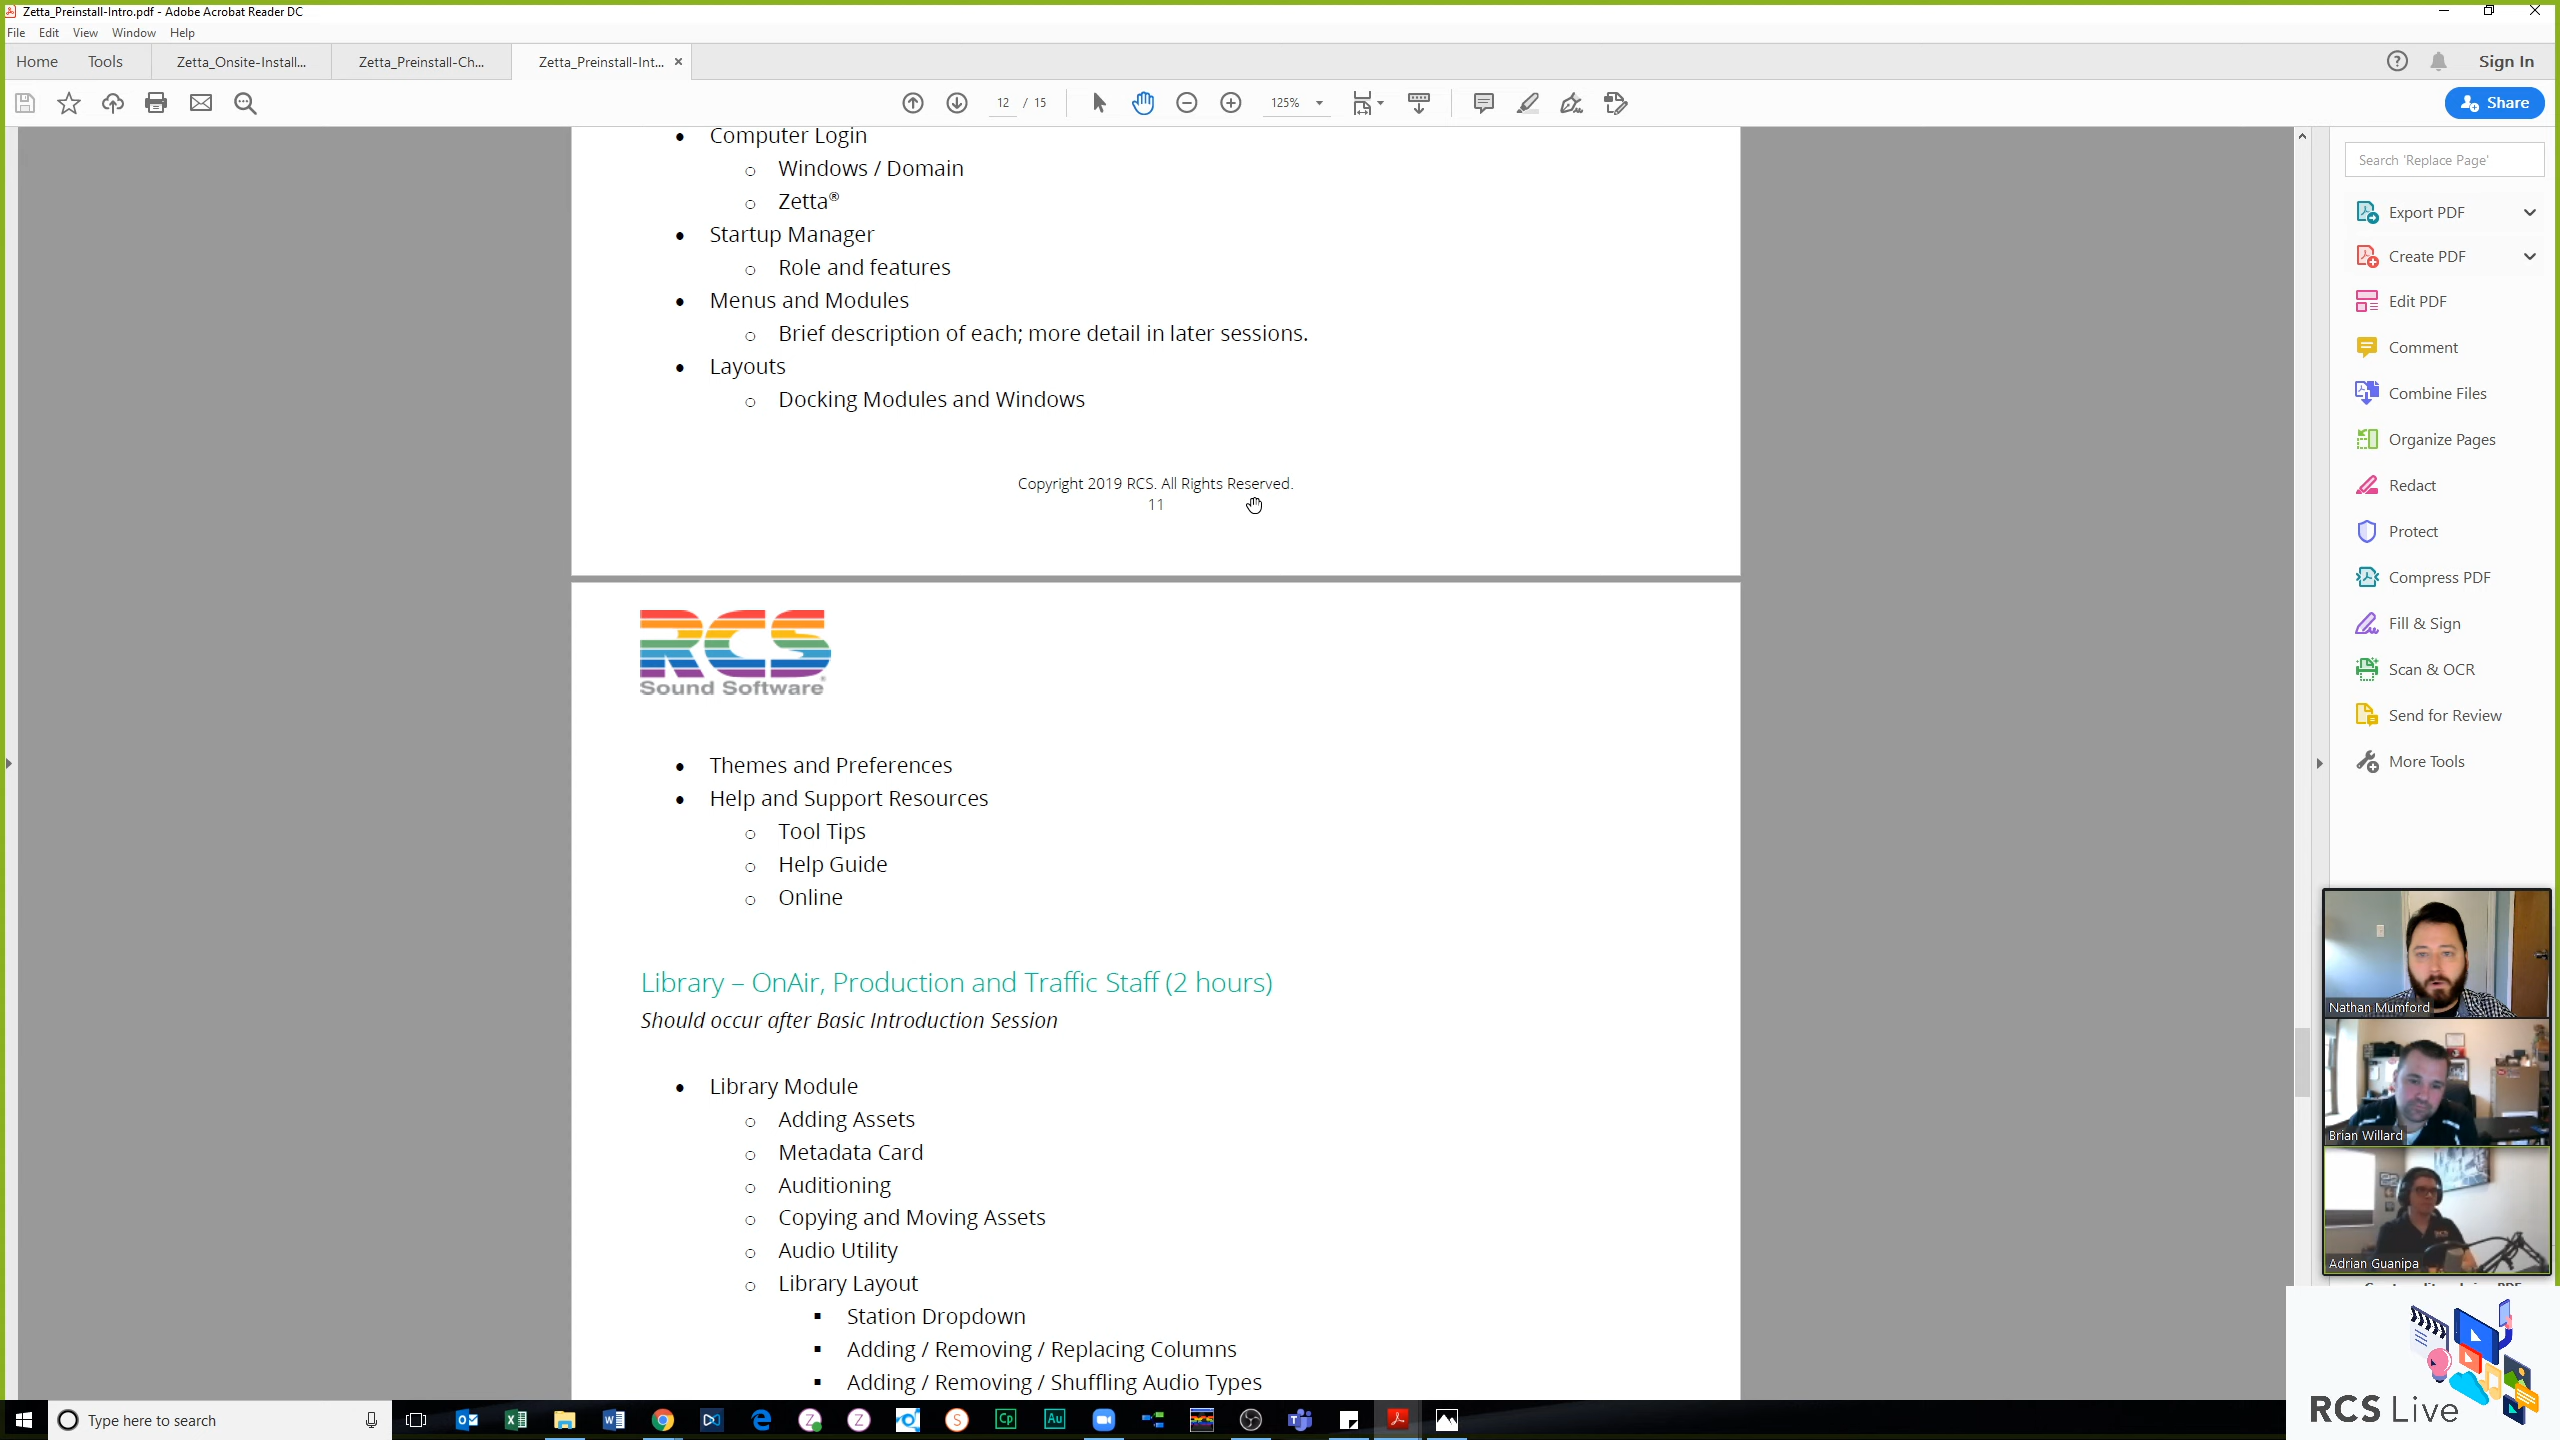 Zetta_Preinstall-Intro.pdf - Adobe Acrobat Reader DC
File Edit View Window Help
Home Tools Zetta_Onsite-Install... Zetta_Preinstall-Ch... Zetta_Preinstall-Int... × Sign In
12 / 15 125% Share
Computer Login
Windows / Domain
Zetta®
Startup Manager
Role and features
Menus and Modules
Brief description of each; more detail in later sessions.
Layouts
Docking Modules and Windows
Copyright 2019 RCS. All Rights Reserved.
11
RCS
Sound Software
Themes and Preferences
Help and Support Resources
Tool Tips
Help Guide
Online
Library – OnAir, Production and Traffic Staff (2 hours)
Should occur after Basic Introduction Session
Library Module
Adding Assets
Metadata Card
Auditioning
Copying and Moving Assets
Audio Utility
Library Layout
Station Dropdown
Adding / Removing / Replacing Columns
Adding / Removing / Shuffling Audio Types
Search 'Replace Page'
Export PDF
Create PDF
Edit PDF
Comment
Combine Files
Organize Pages
Redact
Protect
Compress PDF
Fill & Sign
Scan & OCR
Send for Review
More Tools
Nathan Mumford
Brian Willard
Adrian Guanipa
RCS Live
Type here to search